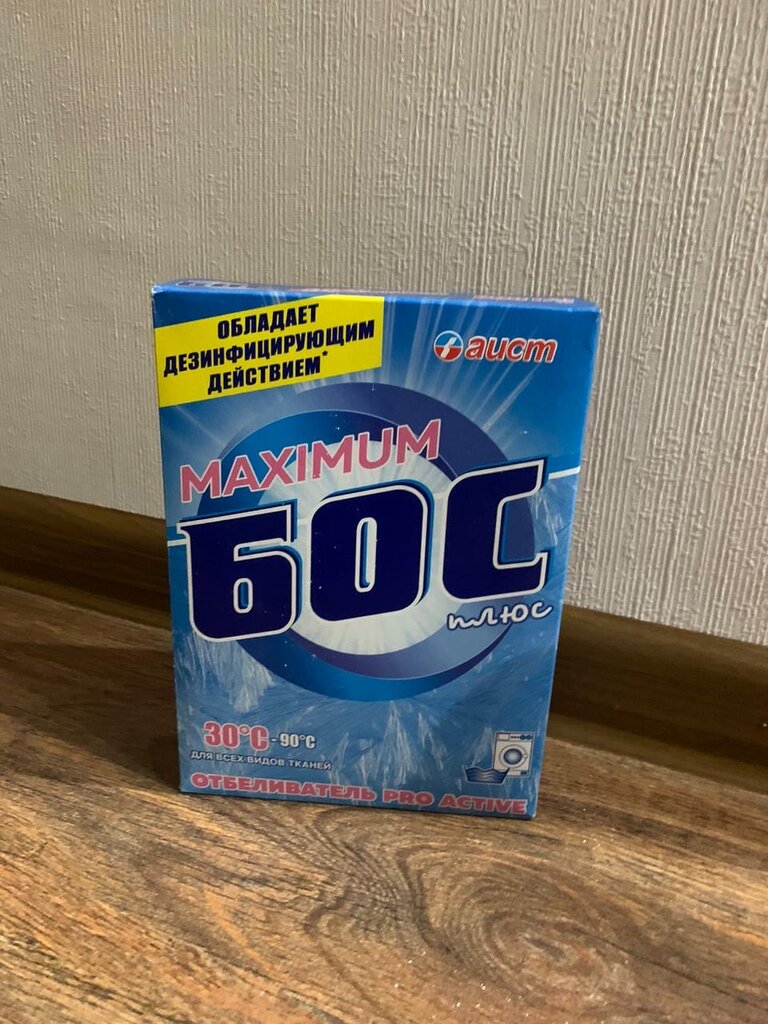 ОБЛАДАЕТ
ДЕЗИНФИЦИРУЮЩИМ
ДЕЙСТВИЕМ*
аист
MAXIMUM
БОС
плюс
30°C - 90°C
ДЛЯ ВСЕХ ВИДОВ ТКАНЕЙ
ОТБЕЛИВАТЕЛЬ PRO ACTIVE